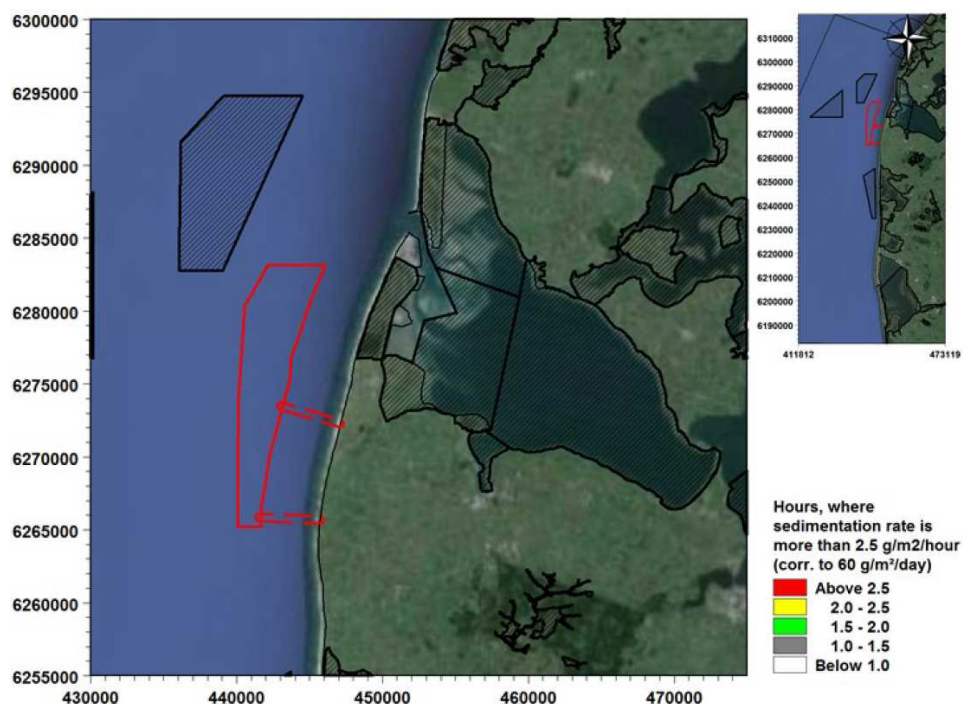 6300000
6295000
6290000
6285000
6280000
6275000
6270000
6265000
6260000
6255000
430000 440000 450000 460000 470000
6310000
6300000
6290000
6280000
6270000
6260000
6250000
6240000
6230000
6220000
6210000
6200000
6190000
411812 473119
Hours, where
sedimentation rate is
more than 2.5 g/m2/hour
(corr. to 60 g/m²/day)
Above 2.5
2.0 - 2.5
1.5 - 2.0
1.0 - 1.5
Below 1.0